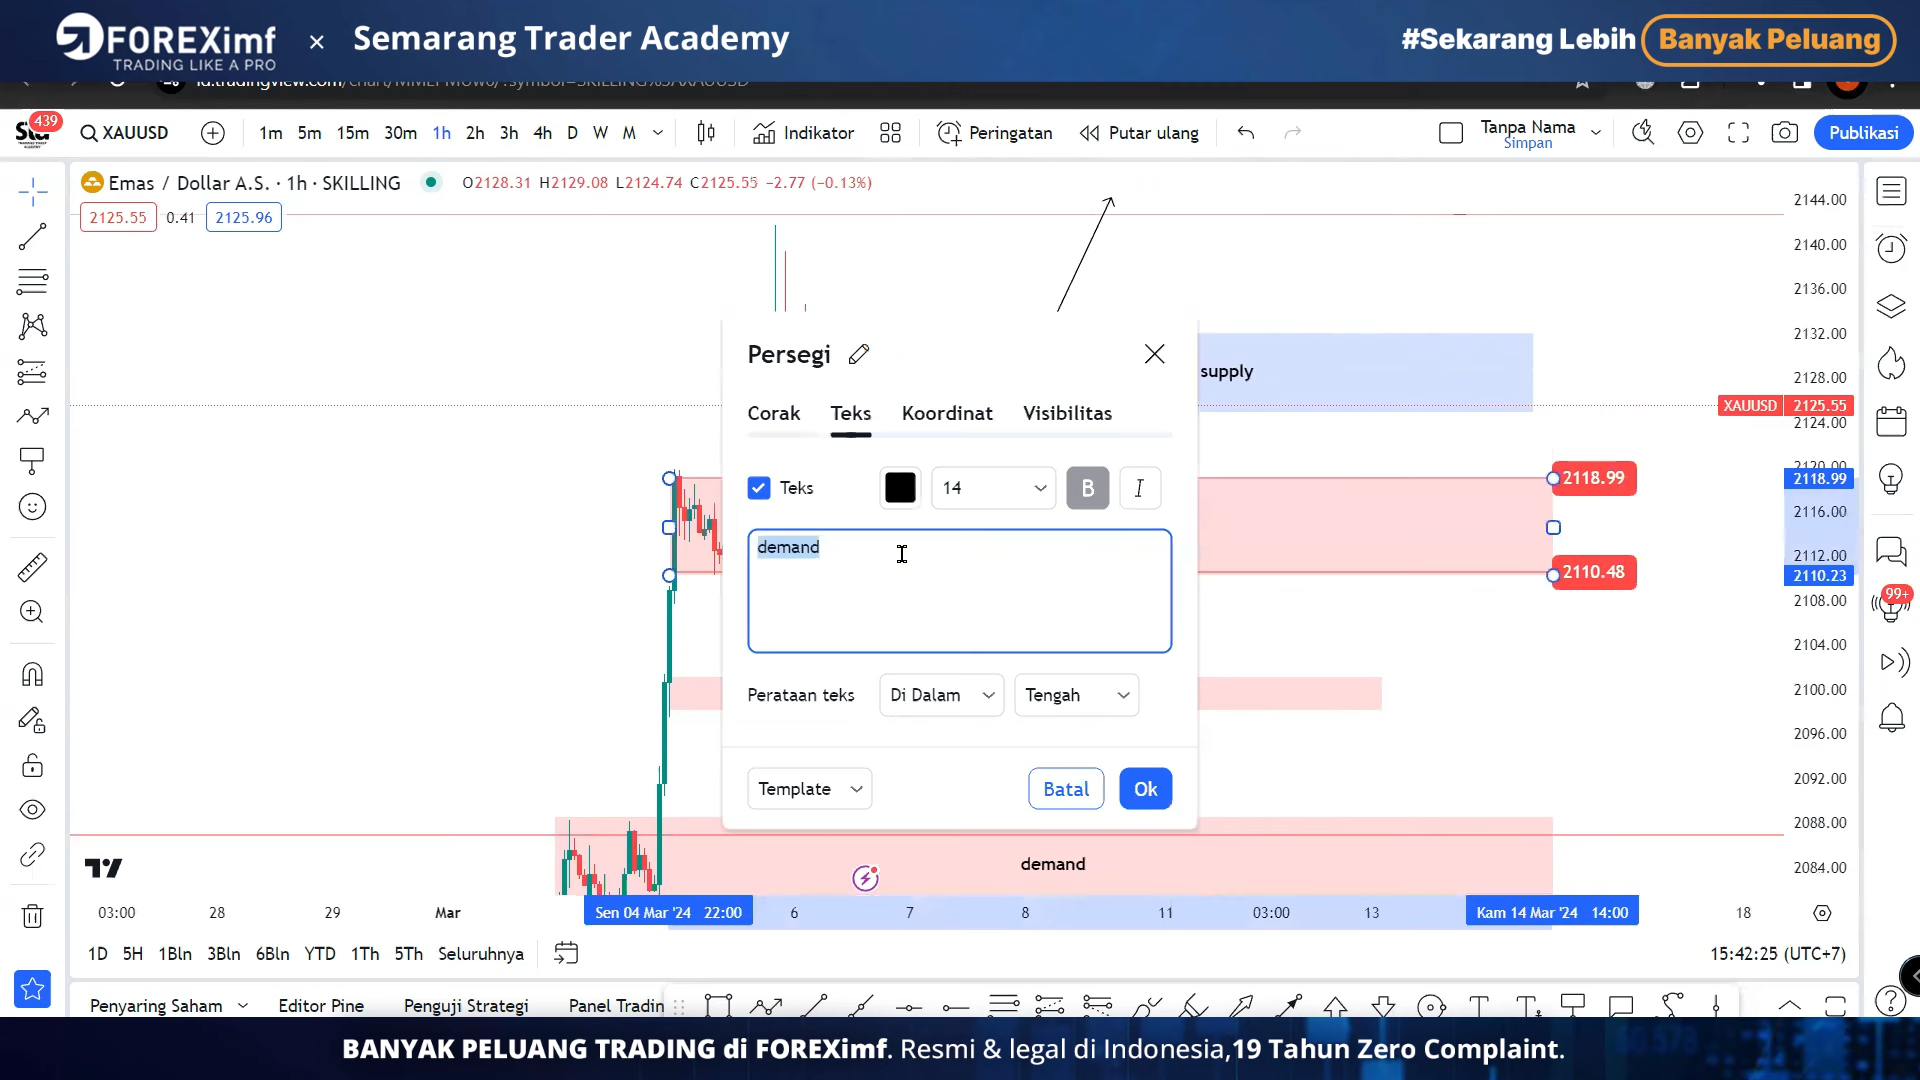 FOREXimf
TRADING LIKE A PRO
×
Semarang Trader Academy
#Sekarang Lebih Banyak Peluang
439
XAUUSD
1m 5m 15m 30m 1h 2h 3h 4h D W M
Indikator
Peringatan
Putar ulang
Tanpa Nama
Simpan
Publikasi
Emas / Dollar A.S. · 1h · SKILLING
O2128.31 H2129.08 L2124.74 C2125.55 −2.77 (−0.13%)
2125.55 0.41 2125.96
2144.00
2140.00
2136.00
2132.00
2128.00
XAUUSD 2125.55
2124.00
2120.00
2118.99
2116.00
2112.00
2110.23
2108.00
2104.00
2100.00
2096.00
2092.00
2088.00
2084.00
supply
2118.99
2110.48
Persegi
Corak Teks Koordinat Visibilitas
Teks
14
B
I
demand
Perataan teks
Di Dalam
Tengah
Template
Batal
Ok
demand
99+
03:00 28 29 Mar Sen 04 Mar '24 22:00 6 7 8 11 03:00 13 Kam 14 Mar '24 14:00 18
1D 5H 1Bln 3Bln 6Bln YTD 1Th 5Th Seluruhnya
15:42:25 (UTC+7)
Penyaring Saham Editor Pine Penguji Strategi Panel Tradin
BANYAK PELUANG TRADING di FOREXimf. Resmi & legal di Indonesia,19 Tahun Zero Complaint.